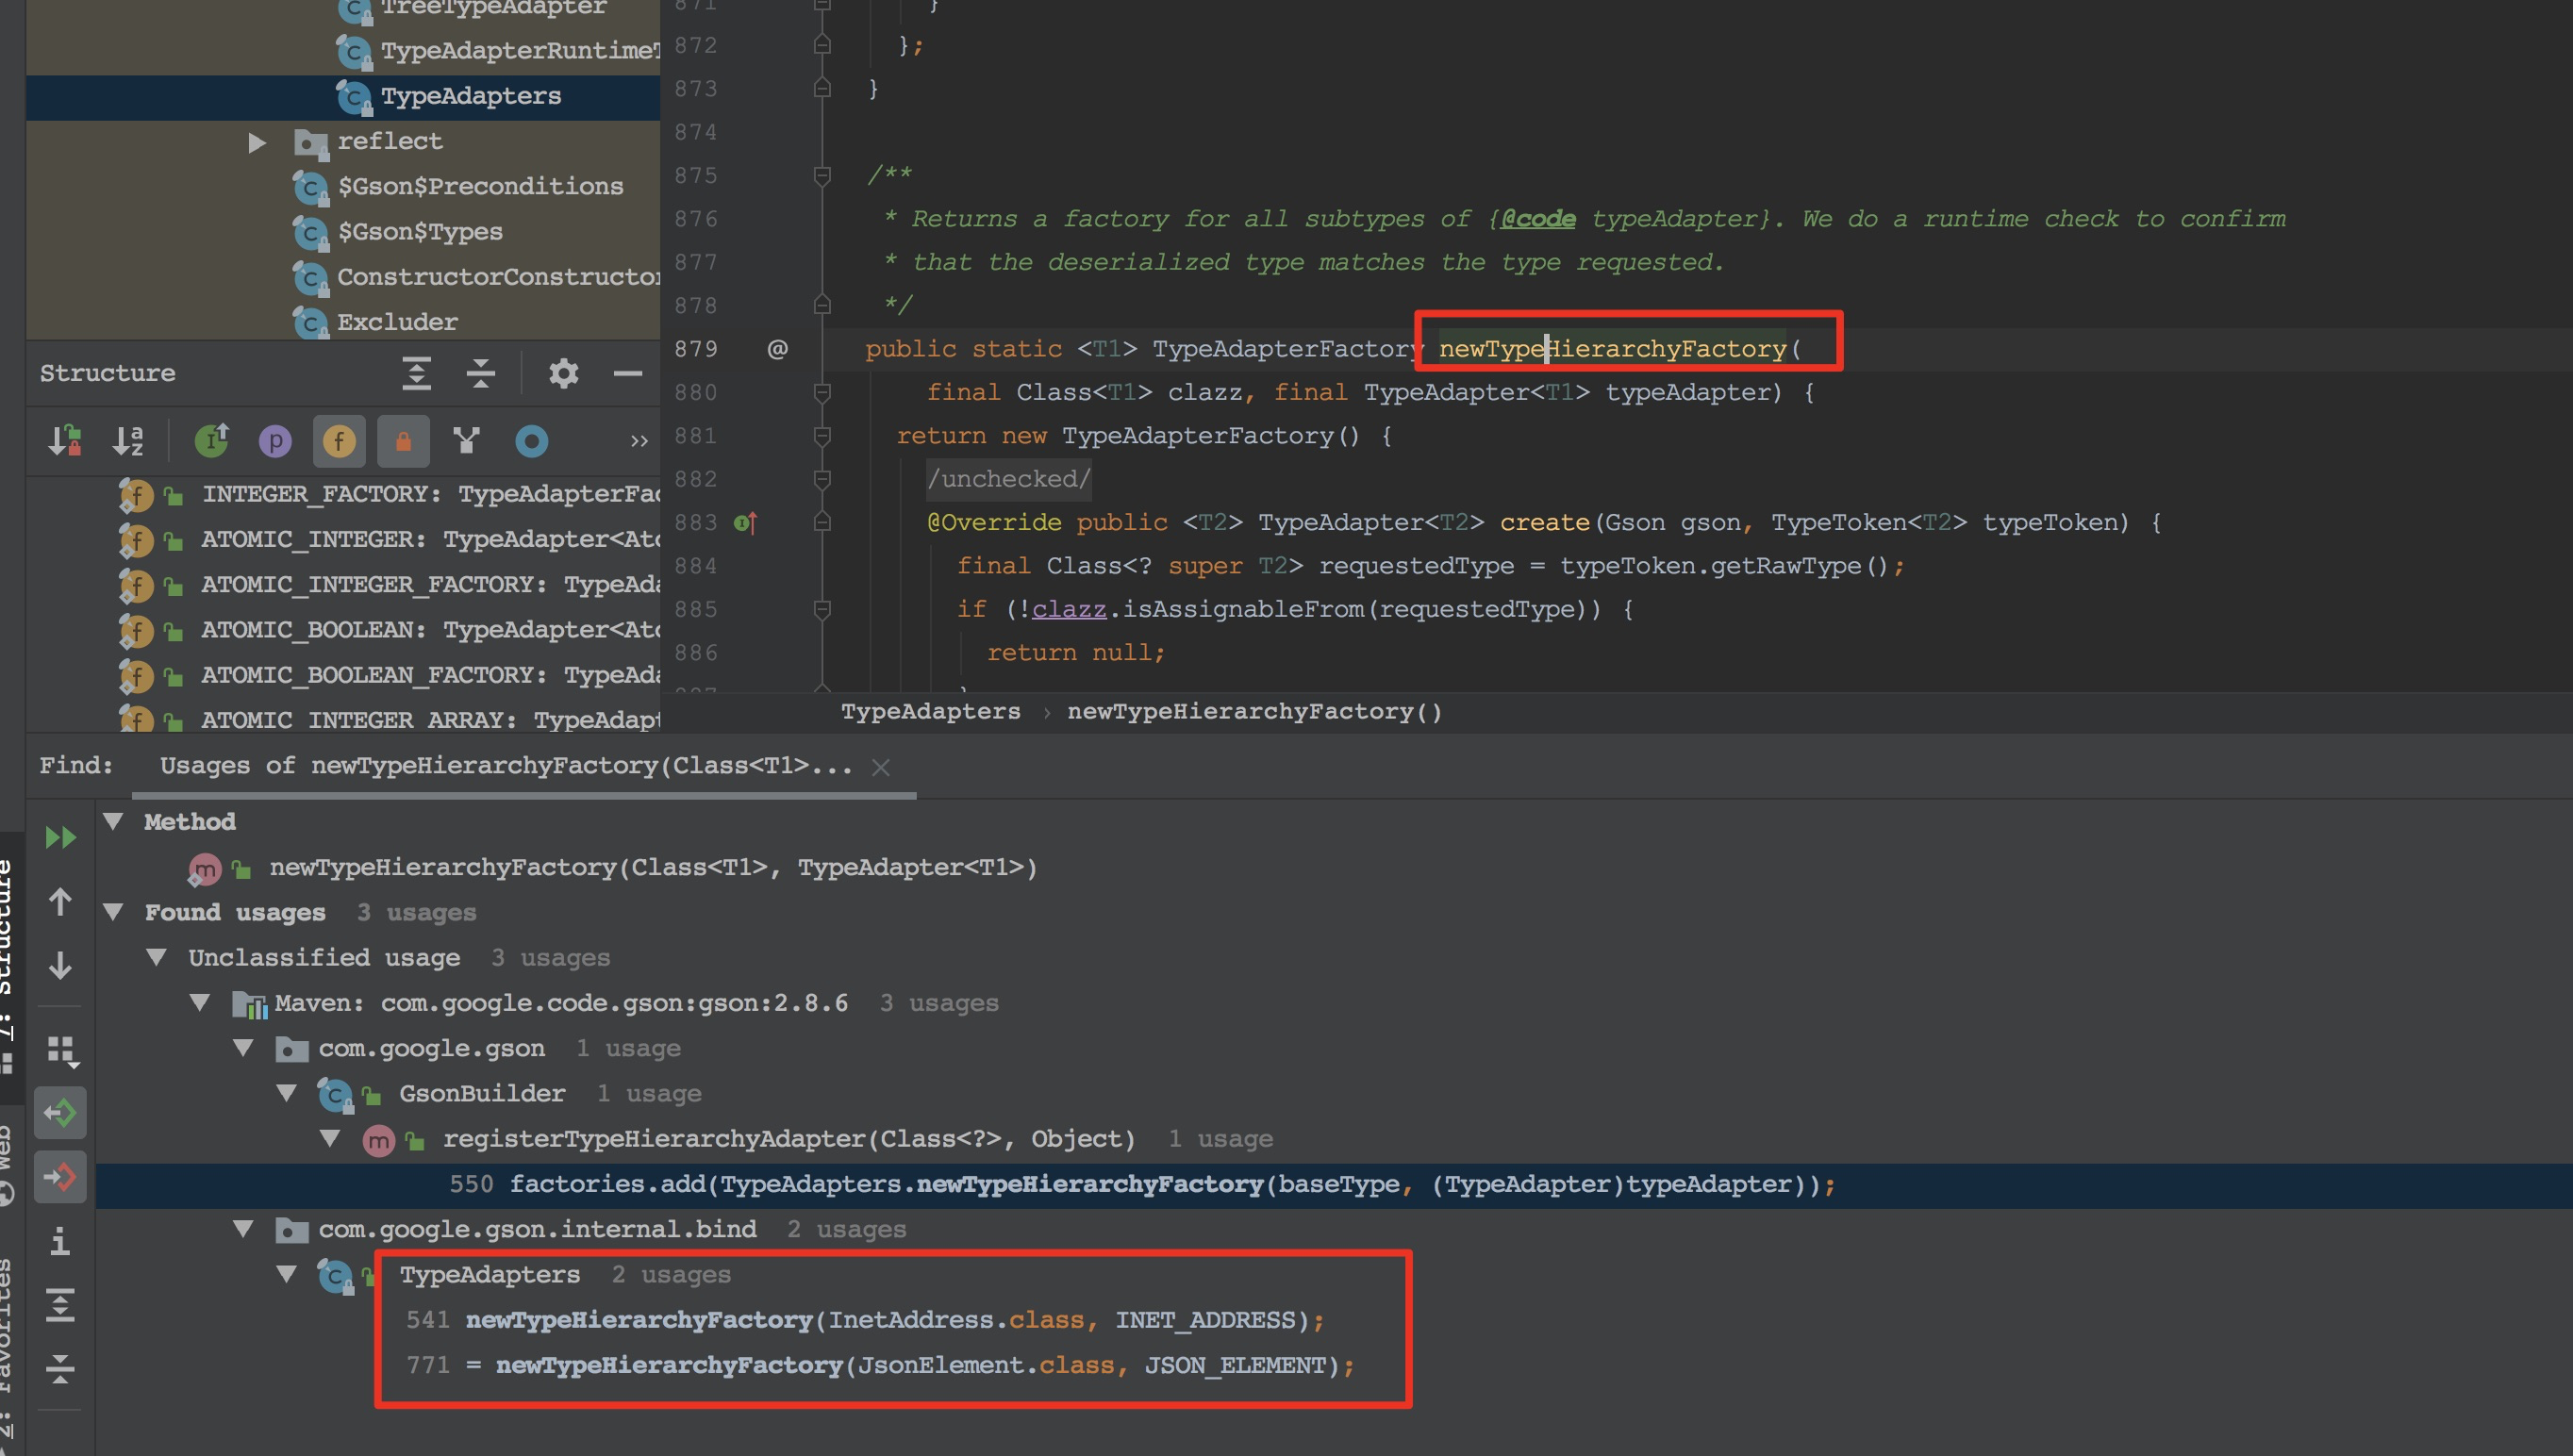 TreeTypeAdapter
TypeAdapterRuntimeT
TypeAdapters
reflect
$Gson$Preconditions
$Gson$Types
ConstructorConstructor
Excluder
Structure
INTEGER_FACTORY: TypeAdapterFac
ATOMIC_INTEGER: TypeAdapter<Ato
ATOMIC_INTEGER_FACTORY: TypeAda
ATOMIC_BOOLEAN: TypeAdapter<Ato
ATOMIC_BOOLEAN_FACTORY: TypeAda
ATOMIC_INTEGER_ARRAY: TypeAdapt
871 }
872 };
873 }
874
875 /**
876 * Returns a factory for all subtypes of {@code typeAdapter}. We do a runtime check to confirm
877 * that the deserialized type matches the type requested.
878 */
879 @ public static <T1> TypeAdapterFactory newTypeHierarchyFactory(
880 final Class<T1> clazz, final TypeAdapter<T1> typeAdapter) {
881 return new TypeAdapterFactory() {
882 /unchecked/
883 @Override public <T2> TypeAdapter<T2> create(Gson gson, TypeToken<T2> typeToken) {
884 final Class<? super T2> requestedType = typeToken.getRawType();
885 if (!clazz.isAssignableFrom(requestedType)) {
886 return null;
887 }
TypeAdapters › newTypeHierarchyFactory()
Find: Usages of newTypeHierarchyFactory(Class<T1>...
Method
newTypeHierarchyFactory(Class<T1>, TypeAdapter<T1>)
Found usages 3 usages
Unclassified usage 3 usages
Maven: com.google.code.gson:gson:2.8.6 3 usages
com.google.gson 1 usage
GsonBuilder 1 usage
registerTypeHierarchyAdapter(Class<?>, Object) 1 usage
550 factories.add(TypeAdapters.newTypeHierarchyFactory(baseType, (TypeAdapter)typeAdapter));
com.google.gson.internal.bind 2 usages
TypeAdapters 2 usages
541 newTypeHierarchyFactory(InetAddress.class, INET_ADDRESS);
771 = newTypeHierarchyFactory(JsonElement.class, JSON_ELEMENT);
7: Structure
Web
2: Favorites